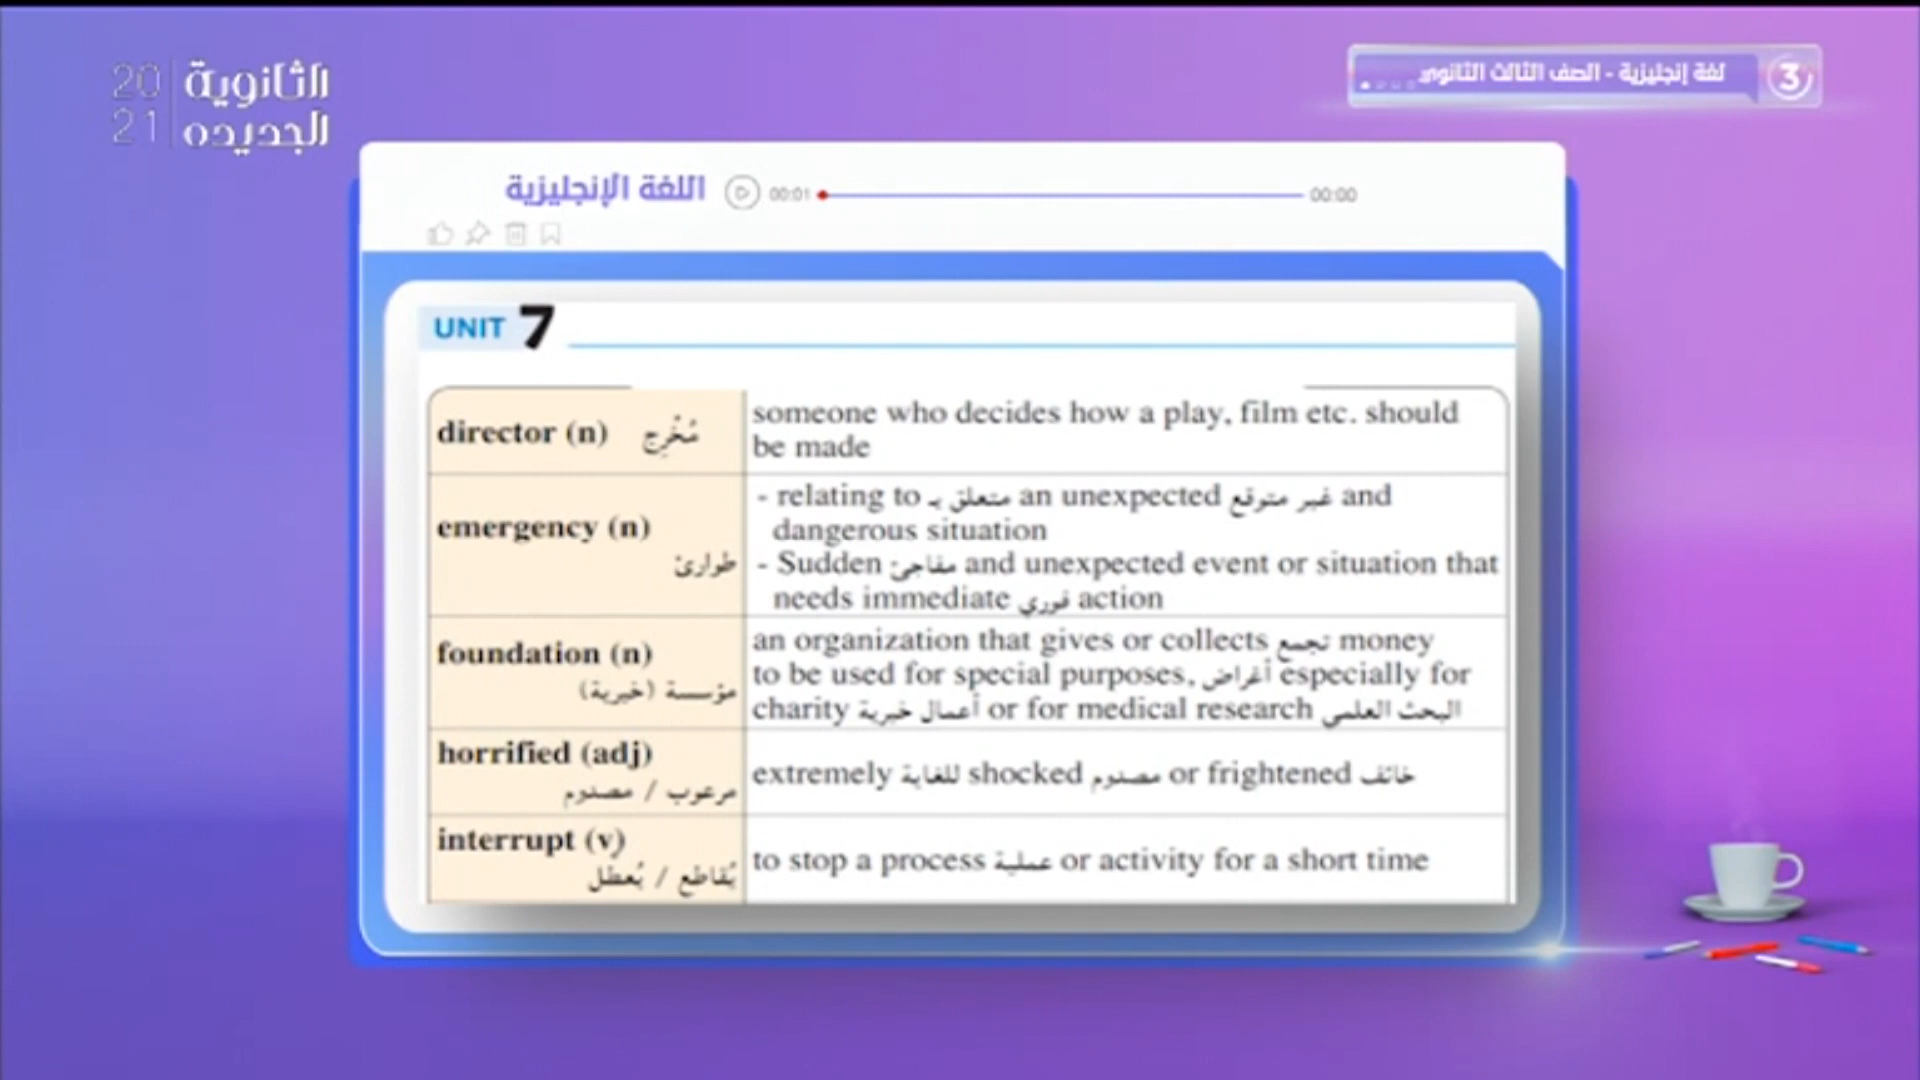 20 الثانوية
21 الجديدة
لغة إنجليزية - الصف الثالث الثانوي 3
اللغة الإنجليزية 00:01 00:00
UNIT 7
director (n) مُخْرِج
someone who decides how a play, film etc. should
be made
emergency (n)
طوارئ
- relating to متعلق بـ an unexpected غير متوقع and
dangerous situation
- Sudden مفاجئ and unexpected event or situation that
needs immediate فوري action
foundation (n)
مؤسسة (خيرية)
an organization that gives or collects تجمع money
to be used for special purposes, أغراض especially for
charity أعمال خيرية or for medical research البحث العلمي
horrified (adj)
مرعوب / مصدوم
extremely للغاية shocked مصدوم or frightened خائف
interrupt (v)
يُقاطع / يُعطل
to stop a process عملية or activity for a short time